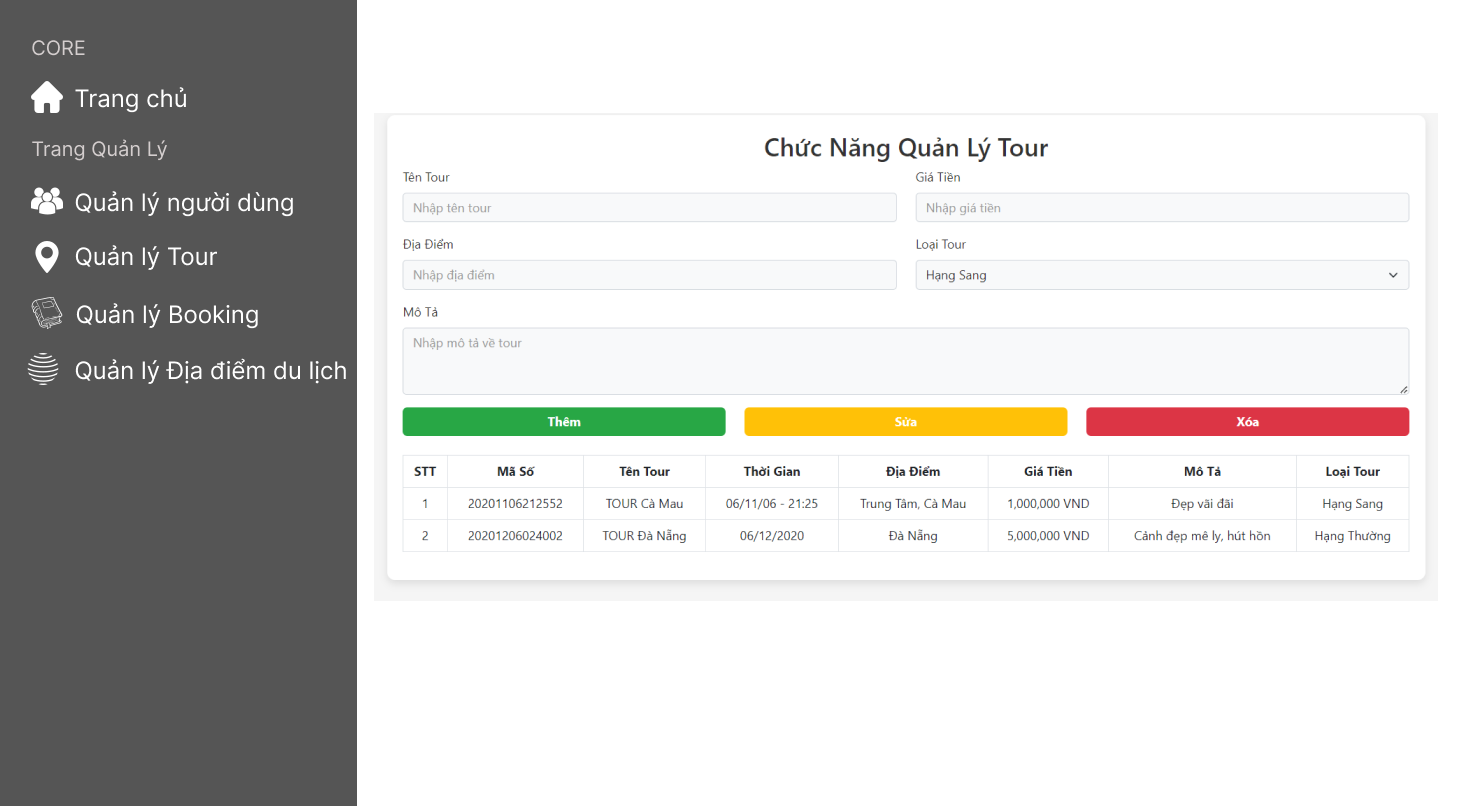 CORE
Trang chủ
Trang Quản Lý
Quản lý người dùng
Quản lý Tour
Quản lý Booking
Quản lý Địa điểm du lịch
Chức Năng Quản Lý Tour
Tên Tour Giá Tiền
Nhập tên tour Nhập giá tiền
Địa Điểm Loại Tour
Nhập địa điểm Hạng Sang
Mô Tả
Nhập mô tả về tour
Thêm Sửa Xóa
STT Mã Số Tên Tour Thời Gian Địa Điểm Giá Tiền Mô Tả Loại Tour
1 20201106212552 TOUR Cà Mau 06/11/06 - 21:25 Trung Tâm, Cà Mau 1,000,000 VND Đẹp vãi đãi Hạng Sang
2 20201206024002 TOUR Đà Nẵng 06/12/2020 Đà Nẵng 5,000,000 VND Cảnh đẹp mê ly, hút hồn Hạng Thường